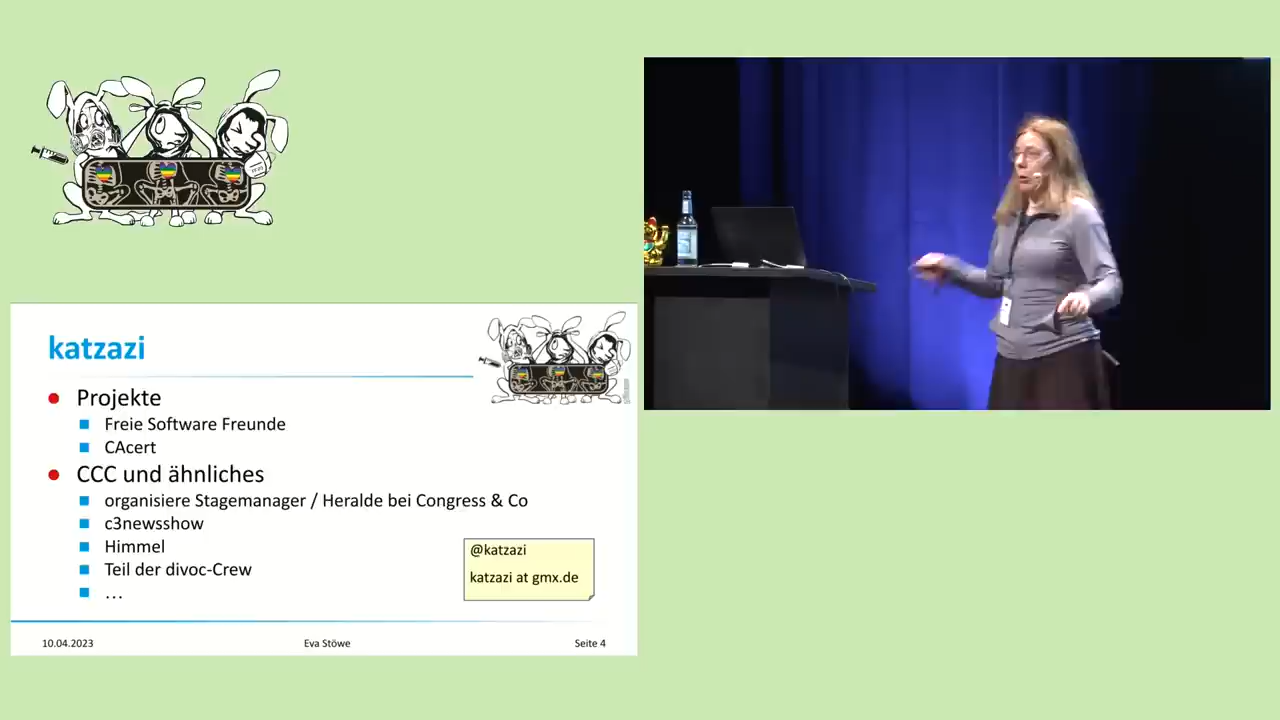 katzazi
Projekte
Freie Software Freunde
CAcert
CCC und ähnliches
organisiere Stagemanager / Heralde bei Congress & Co
c3newsshow
Himmel
Teil der divoc-Crew
...
@katzazi
katzazi at gmx.de
10.04.2023
Eva Stöwe
Seite 4